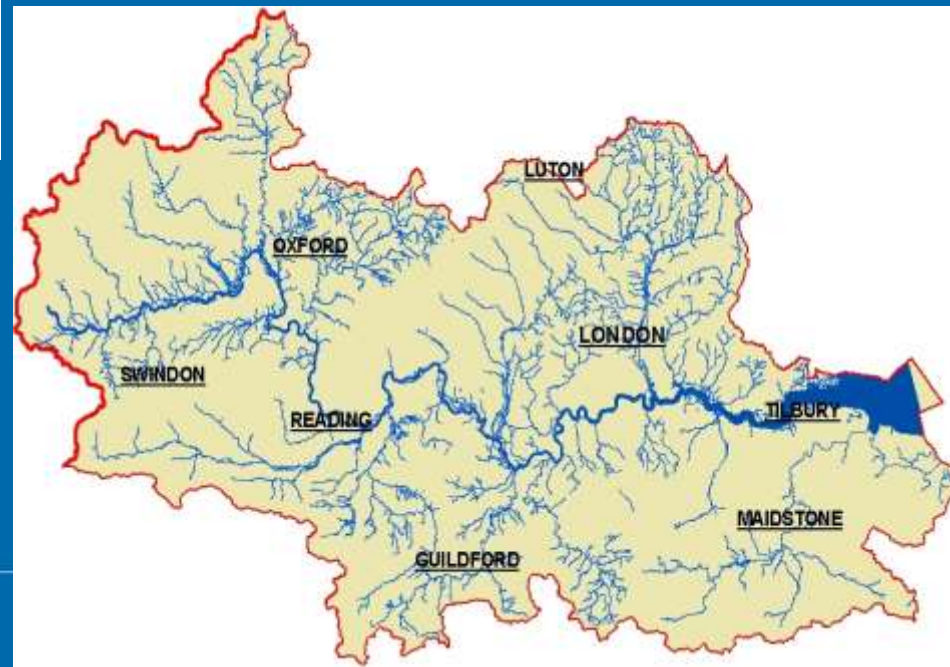 LUTON
OXFORD
LONDON
SWINDON
TILBURY
READING
MAIDSTONE
GUILDFORD